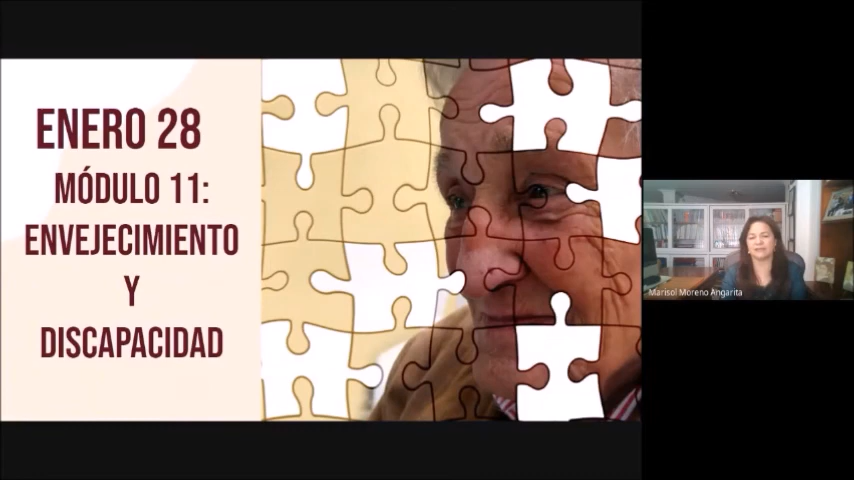 ENERO 28
MÓDULO 11:
ENVEJECIMIENTO
Y
DISCAPACIDAD
Marisol Moreno Angarita